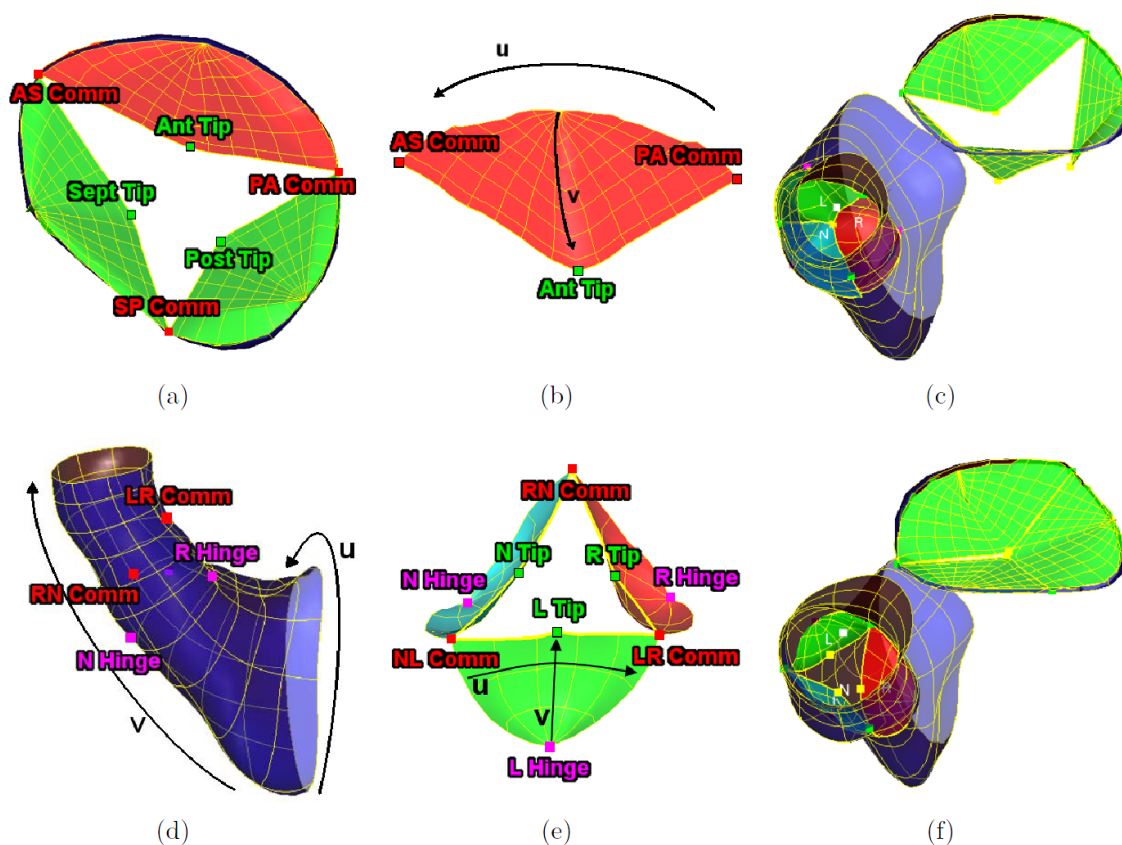 AS Comm
Ant Tip
PA Comm
Sept Tip
Post Tip
SP Comm
(a)
u
AS Comm
PA Comm
v
Ant Tip
(b)
L
R
N
(c)
LR Comm
R Hinge
u
RN Comm
N Hinge
v
(d)
RN Comm
N Tip
R Tip
N Hinge
R Hinge
L Tip
NL Comm
LR Comm
u
v
L Hinge
(e)
L
N
R
(f)